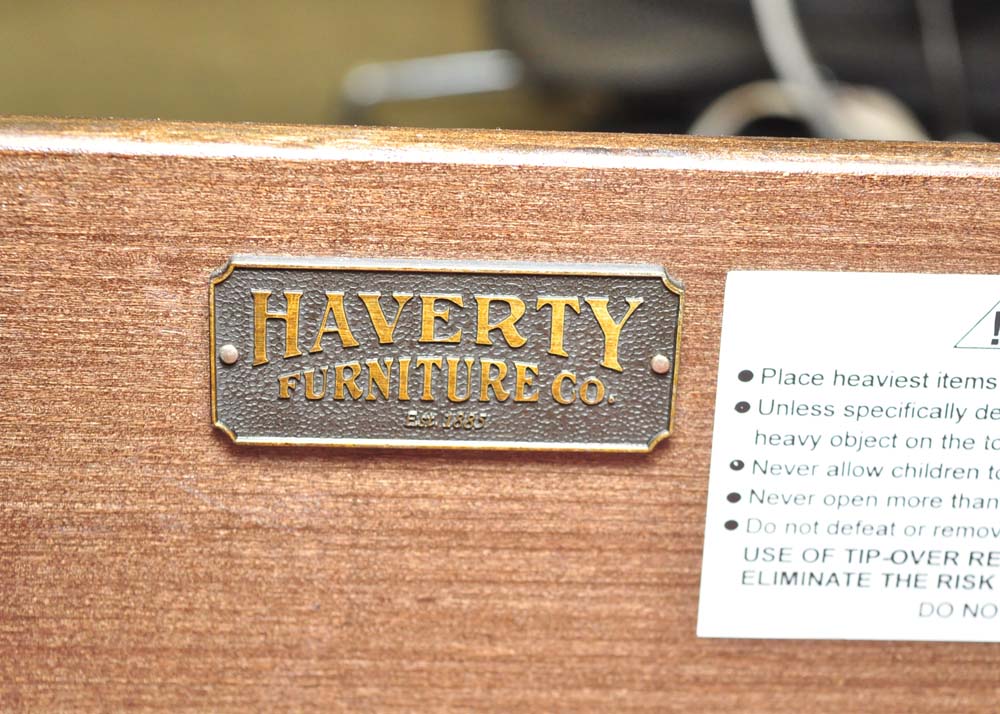 HAVERTY
FURNITURE CO.
Est. 1885
!
Place heaviest items
Unless specifically de
heavy object on the to
Never allow children to
Never open more than
Do not defeat or remov
USE OF TIP-OVER RE
ELIMINATE THE RISK
DO NO